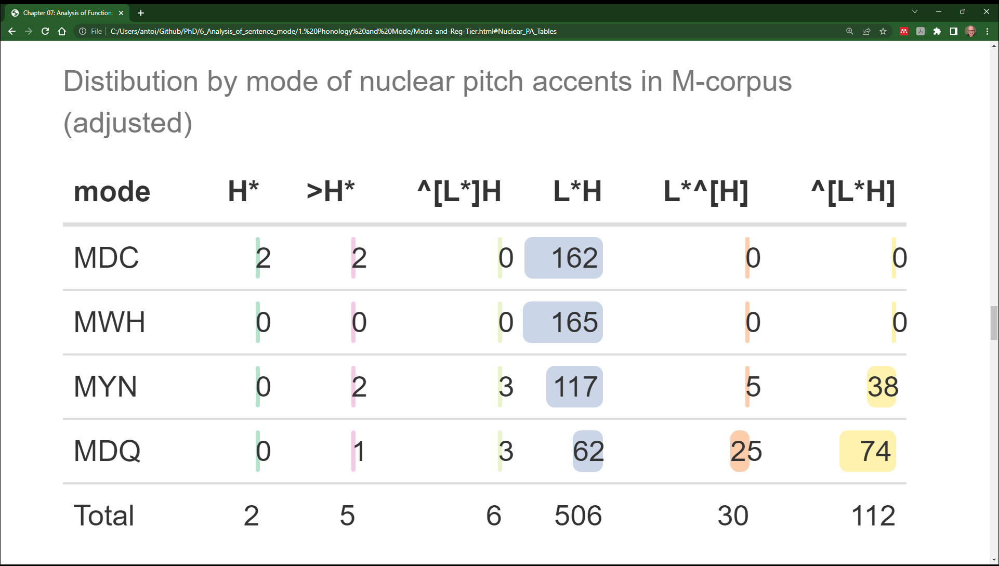 Chapter 07: Analysis of Function:
File C:/Users/antoi/Github/PhD/6_Analysis_of_sentence_mode/1.%20Phonology%20and%20Mode/Mode-and-Reg-Tier.html#Nuclear_PA_Tables
Distibution by mode of nuclear pitch accents in M-corpus
(adjusted)
mode H* >H* ^[L*]H L*H L*^[H] ^[L*H]
MDC 2 2 0 162 0 0
MWH 0 0 0 165 0 0
MYN 0 2 3 117 5 38
MDQ 0 1 3 62 25 74
Total 2 5 6 506 30 112